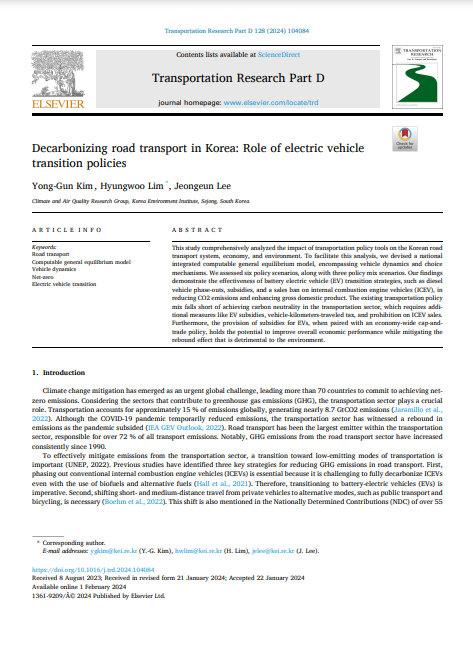 Transportation Research Part D 128 (2024) 104084
Contents lists available at ScienceDirect
Transportation Research Part D
journal homepage: www.elsevier.com/locate/trd
ELSEVIER
TRANSPORTATION
RESEARCH
Check for
updates
Decarbonizing road transport in Korea: Role of electric vehicle
transition policies
Yong-Gun Kim, Hyungwoo Lim *, Jeongeun Lee
Climate and Air Quality Research Group, Korea Environment Institute, Sejong, South Korea
ARTICLE INFO
Keywords:
Road transport
Computable general equilibrium model
Vehicle dynamics
Net-zero
Electric vehicle transition
ABSTRACT
This study comprehensively analyzed the impact of transportation policy tools on the Korean road
transport system, economy, and environment. To facilitate this analysis, we devised a national
integrated computable general equilibrium model, encompassing vehicle dynamics and choice
mechanisms. We assessed six policy scenarios, along with three policy mix scenarios. Our findings
demonstrate the effectiveness of battery electric vehicle (EV) transition strategies, such as diesel
vehicle phase-outs, subsidies, and a sales ban on internal combustion engine vehicles (ICEV), in
reducing CO2 emissions and enhancing gross domestic product. The existing transportation policy
mix falls short of achieving carbon neutrality in the transportation sector, which requires addi-
tional measures like EV subsidies, vehicle-kilometers-traveled tax, and prohibition on ICEV sales.
Furthermore, the provision of subsidies for EVs, when paired with an economy-wide cap-and-
trade policy, holds the potential to improve overall economic performance while mitigating the
rebound effect that is detrimental to the environment.
1. Introduction
Climate change mitigation has emerged as an urgent global challenge, leading more than 70 countries to commit to achieving net-
zero emissions. Considering the sectors that contribute to greenhouse gas emissions (GHG), the transportation sector plays a crucial
role. Transportation accounts for approximately 15 % of emissions globally, generating nearly 8.7 GtCO2 emissions (Jaramillo et al.,
2022). Although the COVID-19 pandemic temporarily reduced emissions, the transportation sector has witnessed a rebound in
emissions as the pandemic subsided (IEA GEV Outlook, 2022). Road transport has been the largest emitter within the transportation
sector, responsible for over 72 % of all transport emissions. Notably, GHG emissions from the road transport sector have increased
consistently since 1990.
To effectively mitigate emissions from the transportation sector, a transition toward low-emitting modes of transportation is
important (UNEP, 2022). Previous studies have identified three key strategies for reducing GHG emissions in road transport. First,
phasing out conventional internal combustion engine vehicles (ICEVs) is essential because it is challenging to fully decarbonize ICEVs
even with the use of biofuels and alternative fuels (Hall et al., 2021). Therefore, transitioning to battery-electric vehicles (EVs) is
imperative. Second, shifting short- and medium-distance travel from private vehicles to alternative modes, such as public transport and
bicycling, is necessary (Boehm et al., 2022). This shift is also mentioned in the Nationally Determined Contributions (NDC) of over 55
* Corresponding author.
E-mail addresses: ygkim@kei.re.kr (Y.-G. Kim), hwlim@kei.re.kr (H. Lim), jelee@kei.re.kr (J. Lee).
https://doi.org/10.1016/j.trd.2024.104084
Received 8 August 2023; Received in revised form 21 January 2024; Accepted 22 January 2024
Available online 1 February 2024
1361-9209/Â© 2024 Published by Elsevier Ltd.